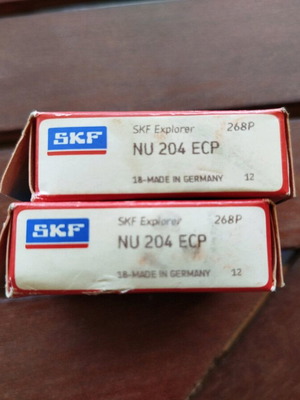 SKF
SKF Explorer 268P
NU 204 ECP
18-MADE IN GERMANY 12
SKF
SKF Explorer 268P
NU 204 ECP
18-MADE IN GERMANY 12